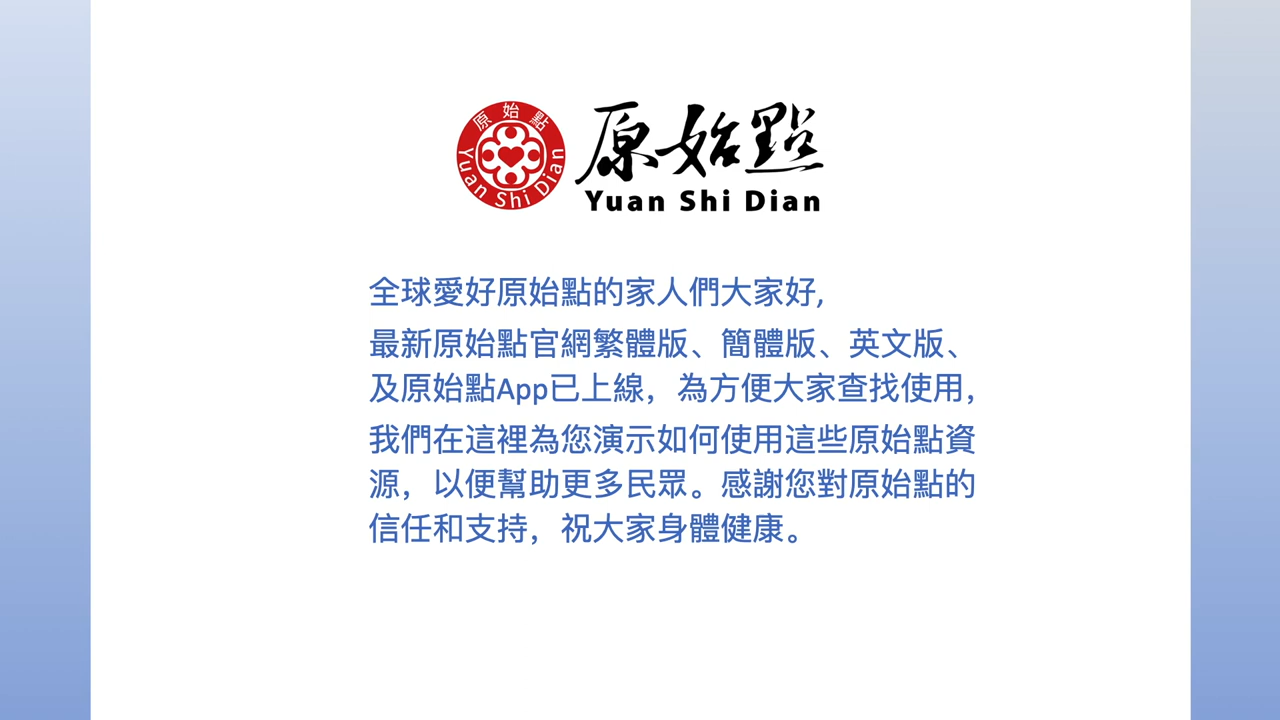 原始點
Yuan Shi Dian
原始點
Yuan Shi Dian
全球愛好原始點的家人們大家好,
最新原始點官網繁體版、簡體版、英文版、
及原始點App已上線，為方便大家查找使用，
我們在這裡為您演示如何使用這些原始點資
源，以便幫助更多民眾。感謝您對原始點的
信任和支持，祝大家身體健康。